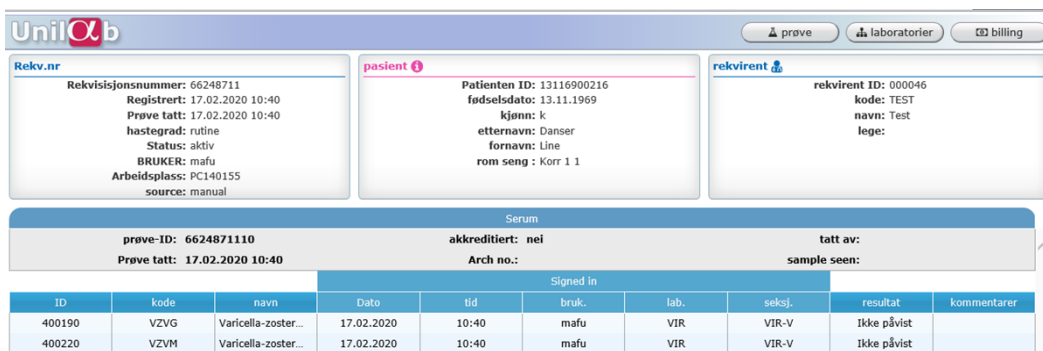 Unilαb
prøve
laboratorier
billing
Rekv.nr
Rekvisisjonsnummer: 66248711
Registrert: 17.02.2020 10:40
Prøve tatt: 17.02.2020 10:40
hastegrad: rutine
Status: aktiv
BRUKER: mafu
Arbeidsplass: PC140155
source: manual
pasient
Patienten ID: 13116900216
fødselsdato: 13.11.1969
kjønn: k
etternavn: Danser
fornavn: Line
rom seng : Korr 1 1
rekvirent
rekvirent ID: 000046
kode: TEST
navn: Test
lege:
Serum
prøve-ID: 6624871110 akkreditiert: nei tatt av:
Prøve tatt: 17.02.2020 10:40 Arch no.: sample seen:
Signed in
ID kode navn Dato tid bruk. lab. seksj. resultat kommentarer
400190 VZVG Varicella-zoster... 17.02.2020 10:40 mafu VIR VIR-V Ikke påvist
400220 VZVM Varicella-zoster... 17.02.2020 10:40 mafu VIR VIR-V Ikke påvist